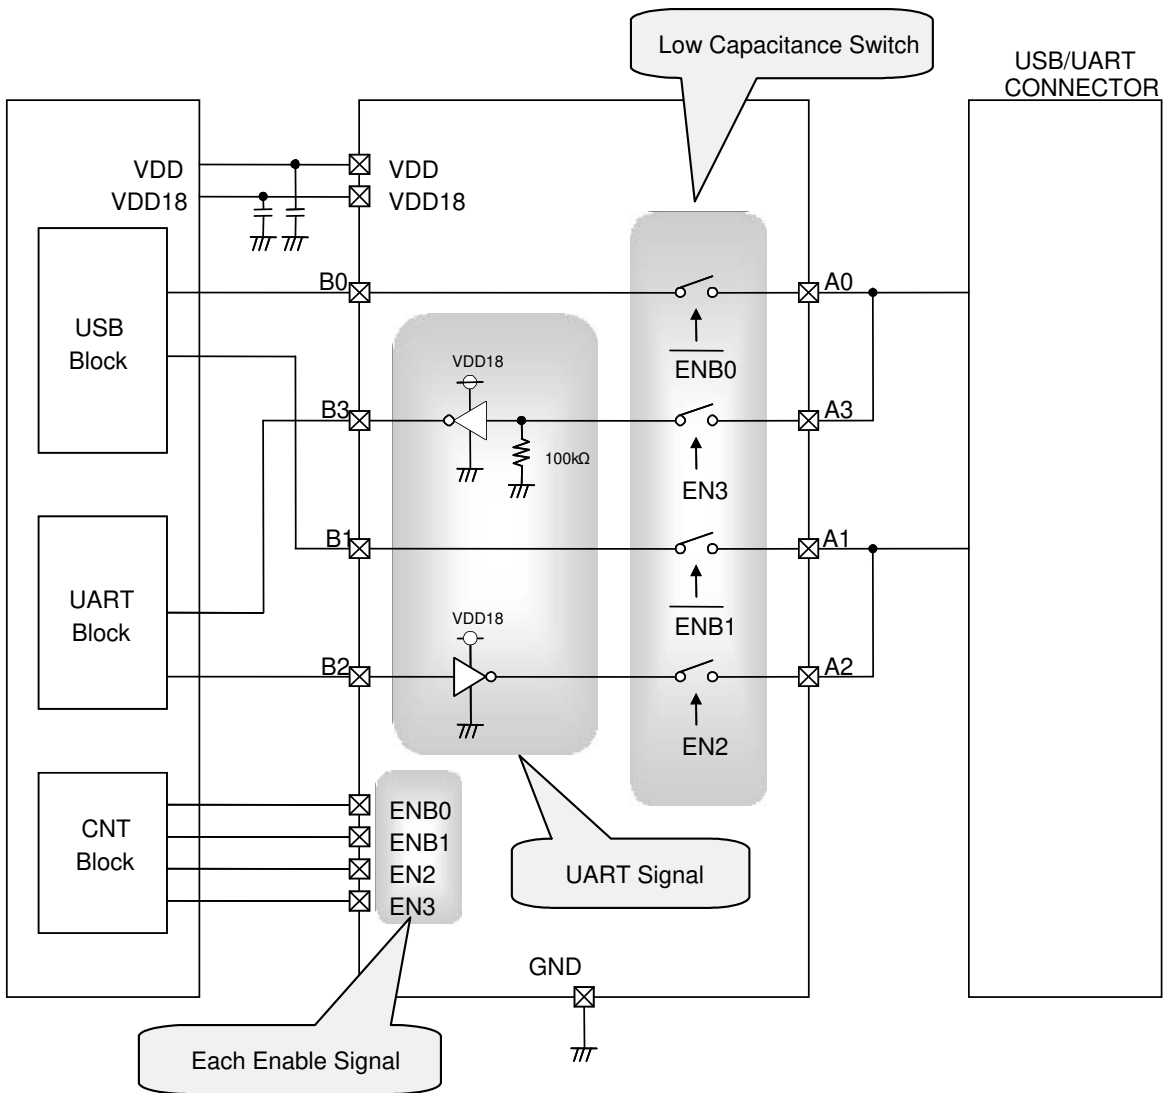 Low Capacitance Switch
USB/UART
CONNECTOR
VDD
VDD
VDD18
VDD18
B0
A0
USB
Block
VDD18
ENB0
B3
A3
100kΩ
EN3
B1
A1
UART
Block
VDD18
ENB1
B2
A2
EN2
CNT
Block
ENB0
ENB1
EN2
EN3
UART Signal
GND
Each Enable Signal